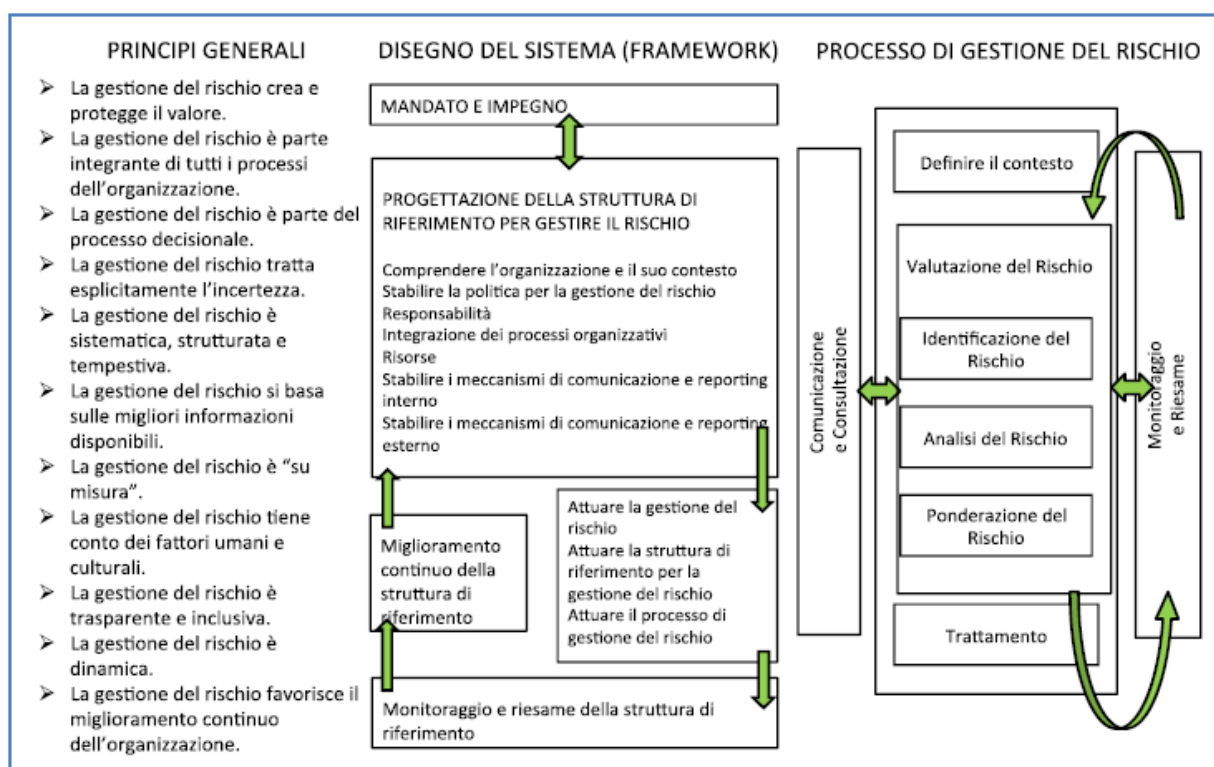 PRINCIPI GENERALI
➢ La gestione del rischio crea e
protegge il valore.
➢ La gestione del rischio è parte
integrante di tutti i processi
dell’organizzazione.
➢ La gestione del rischio è parte del
processo decisionale.
➢ La gestione del rischio tratta
esplicitamente l’incertezza.
➢ La gestione del rischio è
sistematica, strutturata e
tempestiva.
➢ La gestione del rischio si basa
sulle migliori informazioni
disponibili.
➢ La gestione del rischio è “su
misura”.
➢ La gestione del rischio tiene
conto dei fattori umani e
culturali.
➢ La gestione del rischio è
trasparente e inclusiva.
➢ La gestione del rischio è
dinamica.
➢ La gestione del rischio favorisce il
miglioramento continuo
dell’organizzazione.
DISEGNO DEL SISTEMA (FRAMEWORK)
MANDATO E IMPEGNO
PROGETTAZIONE DELLA STRUTTURA DI
RIFERIMENTO PER GESTIRE IL RISCHIO
Comprendere l’organizzazione e il suo contesto
Stabilire la politica per la gestione del rischio
Responsabilità
Integrazione dei processi organizzativi
Risorse
Stabilire i meccanismi di comunicazione e reporting
interno
Stabilire i meccanismi di comunicazione e reporting
esterno
Miglioramento
continuo della
struttura di
riferimento
Attuare la gestione del
rischio
Attuare la struttura di
riferimento per la
gestione del rischio
Attuare il processo di
gestione del rischio
Monitoraggio e riesame della struttura di
riferimento
PROCESSO DI GESTIONE DEL RISCHIO
Comunicazione
e Consultazione
Definire il contesto
Valutazione del Rischio
Identificazione del
Rischio
Analisi del Rischio
Ponderazione del
Rischio
Trattamento
Monitoraggio
e Riesame